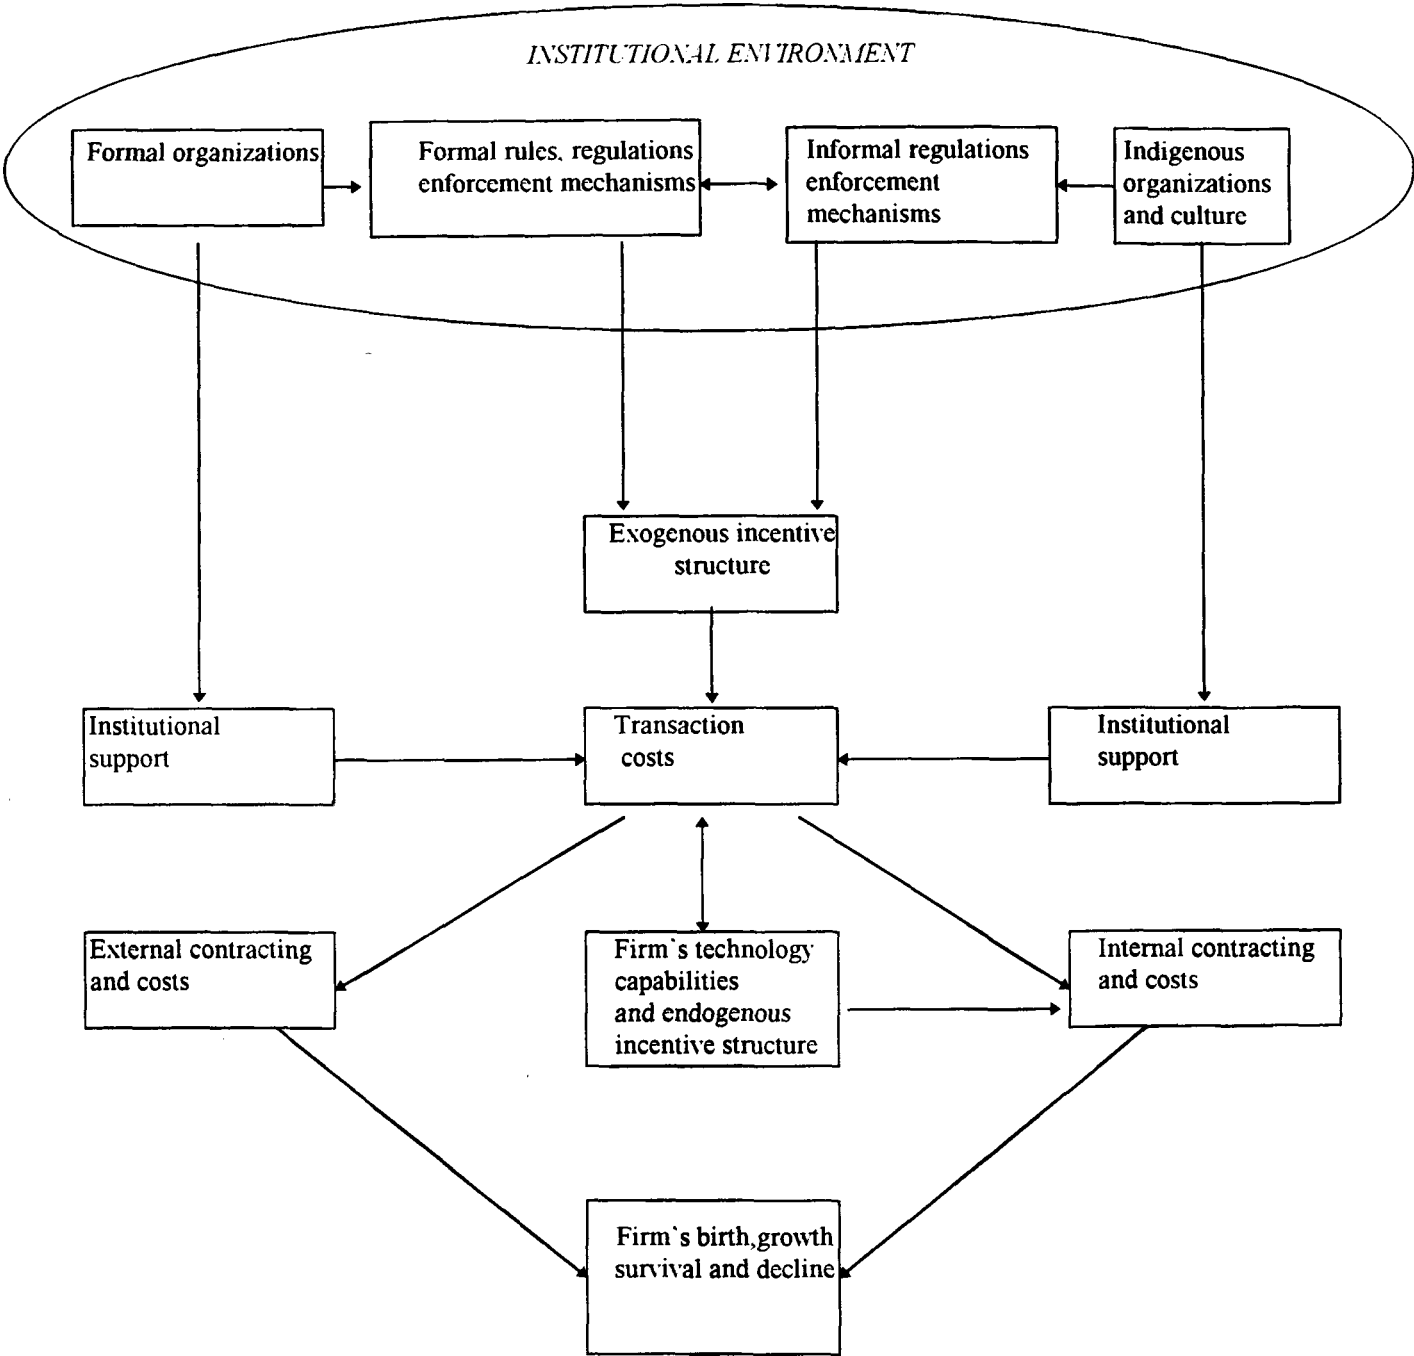 INSTITUTIONAL ENVIRONMENT
Formal organizations
Formal rules, regulations
enforcement mechanisms
Informal regulations
enforcement
mechanisms
Indigenous
organizations
and culture
Exogenous incentive
structure
Institutional
support
Transaction
costs
Institutional
support
External contracting
and costs
Firm`s technology
capabilities
and endogenous
incentive structure
Internal contracting
and costs
Firm`s birth,growth
survival and decline